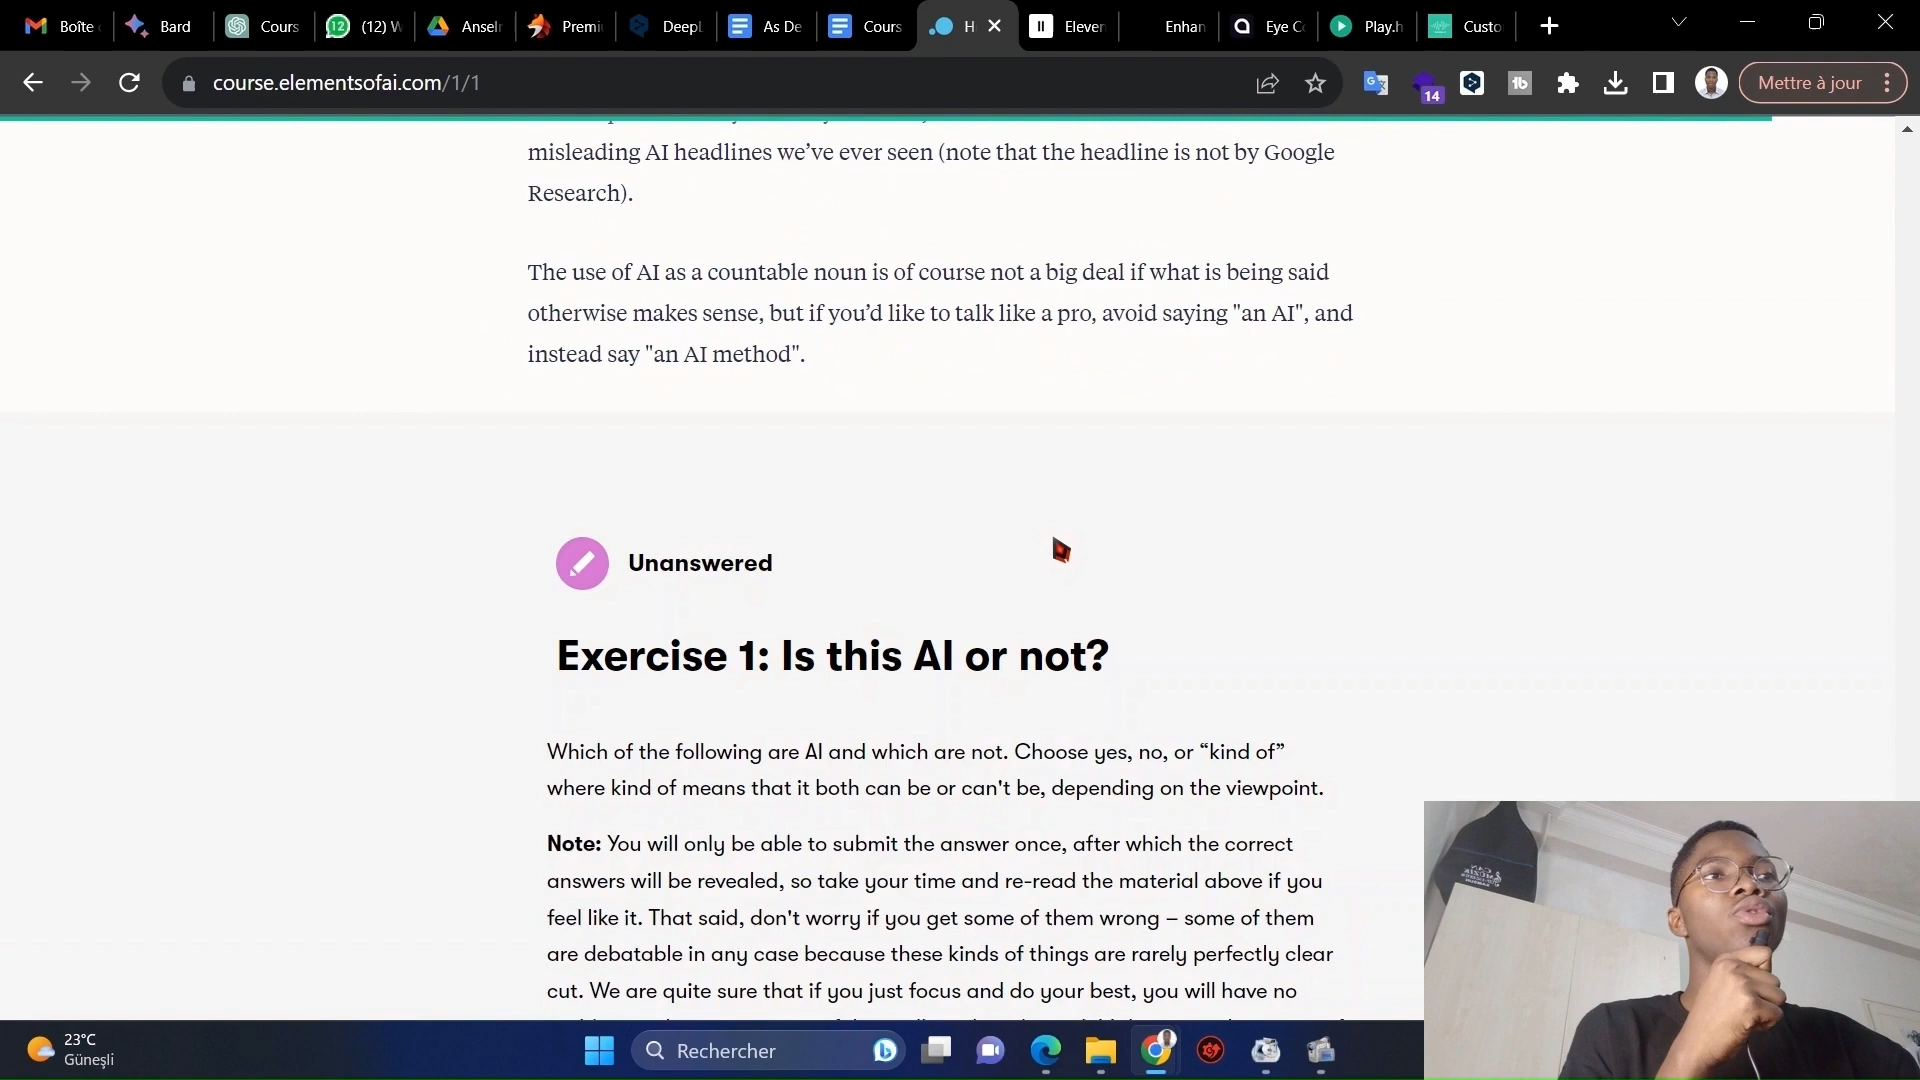 Boîte
Bard
Cours
(12) W
Anseln
Premi
DeepL
As De
Cours
H
Eleven
Enhan
Eye Co
Play.h
Custo
course.elementsofai.com/1/1
14
Mettre à jour
misleading AI headlines we’ve ever seen (note that the headline is not by Google
Research).
The use of AI as a countable noun is of course not a big deal if what is being said
otherwise makes sense, but if you’d like to talk like a pro, avoid saying "an AI", and
instead say "an AI method".
Unanswered
Exercise 1: Is this AI or not?
Which of the following are AI and which are not. Choose yes, no, or “kind of”
where kind of means that it both can be or can't be, depending on the viewpoint.
Note: You will only be able to submit the answer once, after which the correct
answers will be revealed, so take your time and re-read the material above if you
feel like it. That said, don't worry if you get some of them wrong – some of them
are debatable in any case because these kinds of things are rarely perfectly clear
cut. We are quite sure that if you just focus and do your best, you will have no
23°C
Güneşli
Rechercher